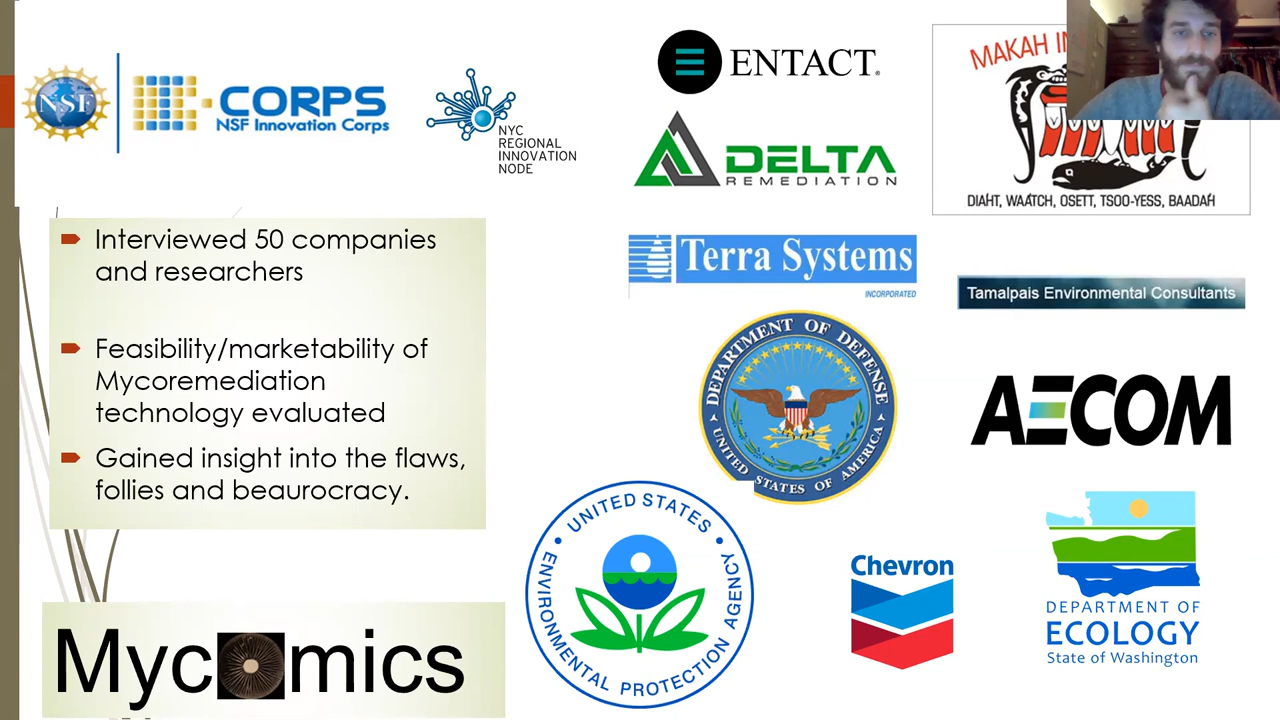 NSF
CORPS
NSF Innovation Corps
NYC
REGIONAL
INNOVATION
NODE
ENTACT
DELTA
REMEDIATION
MAKAH
DIAHT, WAATCH, OSETT, TSOO-YESS, BAADAH
Terra Systems
INCORPORATED
Tamalpais Environmental Consultants
Interviewed 50 companies
and researchers
Feasibility/marketability of
Mycoremediation
technology evaluated
Gained insight into the flaws,
follies and beaurocracy.
DEPARTMENT OF DEFENSE
UNITED STATES OF AMERICA
AECOM
UNITED STATES
ENVIRONMENTAL PROTECTION AGENCY
Chevron
DEPARTMENT OF
ECOLOGY
State of Washington
Mycomics